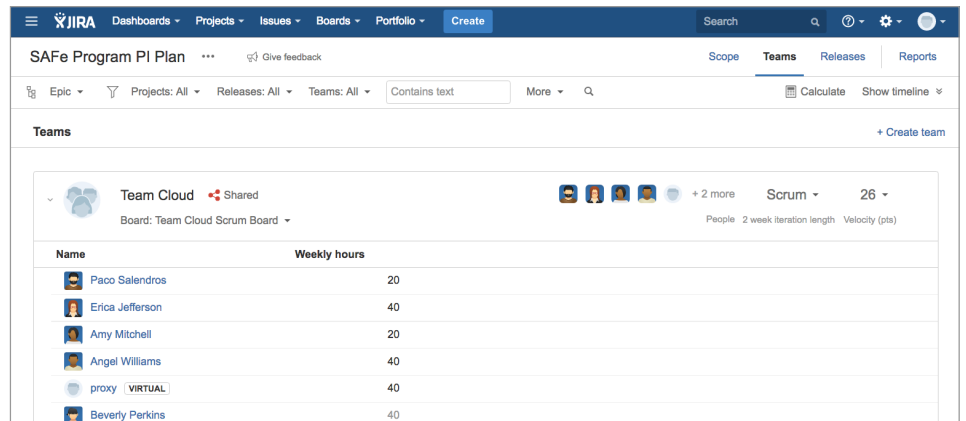 JIRA Dashboards Projects Issues Boards Portfolio Create Search
SAFe Program PI Plan ••• Give feedback Scope Teams Releases Reports
Epic Projects: All Releases: All Teams: All Contains text More Calculate Show timeline
Teams + Create team
Team Cloud Shared + 2 more Scrum 26
Board: Team Cloud Scrum Board People 2 week iteration length Velocity (pts)
Name Weekly hours
Paco Salendros 20
Erica Jefferson 40
Amy Mitchell 20
Angel Williams 40
proxy VIRTUAL 40
Beverly Perkins 40